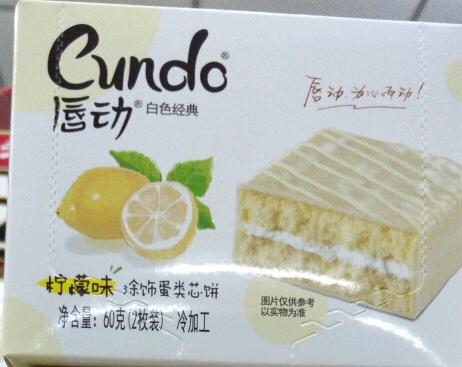 Cundo®
唇动®白色经典
唇动,为心而动!
柠檬味 涂饰蛋类芯饼
净含量:60克(2枚装) 冷加工
图片仅供参考
以实物为准